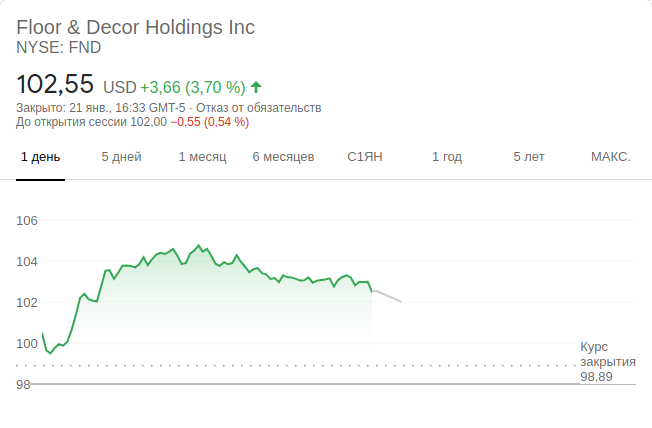 Floor & Decor Holdings Inc
NYSE: FND
102,55 USD +3,66 (3,70 %)
Закрыто: 21 янв., 16:33 GMT-5 · Отказ от обязательств
До открытия сессии 102,00 −0,55 (0,54 %)
1 день 5 дней 1 месяц 6 месяцев С1ЯН 1 год 5 лет МАКС.
106
104
102
100
Курс
закрытия
98,89
98